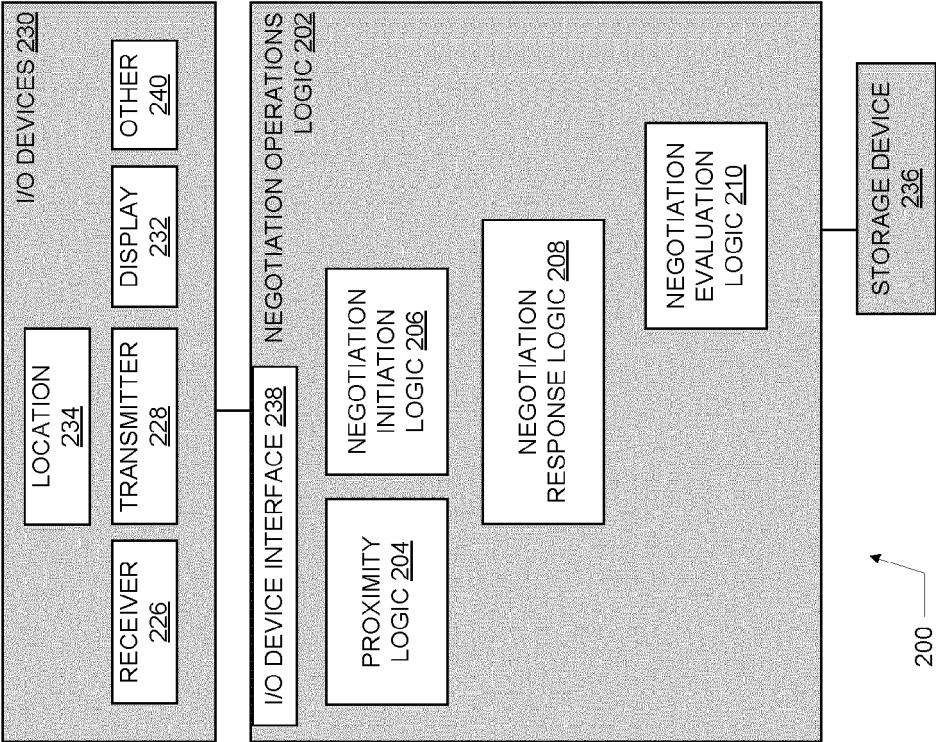 I/O DEVICES 230
LOCATION
234
RECEIVER
226
TRANSMITTER
228
DISPLAY
232
OTHER
240
I/O DEVICE INTERFACE 238
NEGOTIATION OPERATIONS
LOGIC 202
PROXIMITY
LOGIC 204
NEGOTIATION
INITIATION
LOGIC 206
NEGOTIATION
RESPONSE LOGIC 208
NEGOTIATION
EVALUATION
LOGIC 210
STORAGE DEVICE
236
200